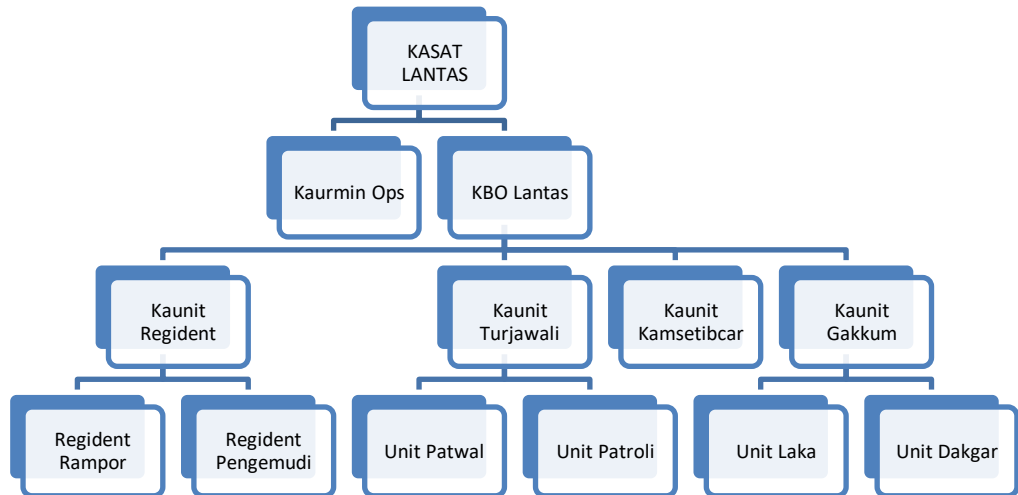 KASAT
LANTAS
Kaurmin Ops
KBO Lantas
Kaunit
Regident
Kaunit
Turjawali
Kaunit
Kamsetibcar
Kaunit
Gakkum
Regident
Rampor
Regident
Pengemudi
Unit Patwal
Unit Patroli
Unit Laka
Unit Dakgar